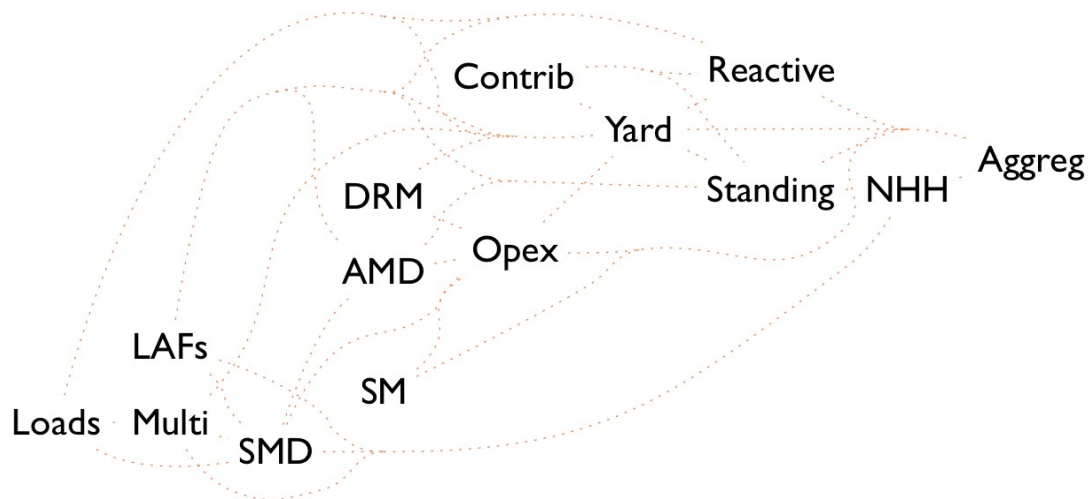 Contrib
Reactive
Yard
Aggreg
DRM
Standing
NHH
Opex
AMD
LAFs
SM
Loads
Multi
SMD